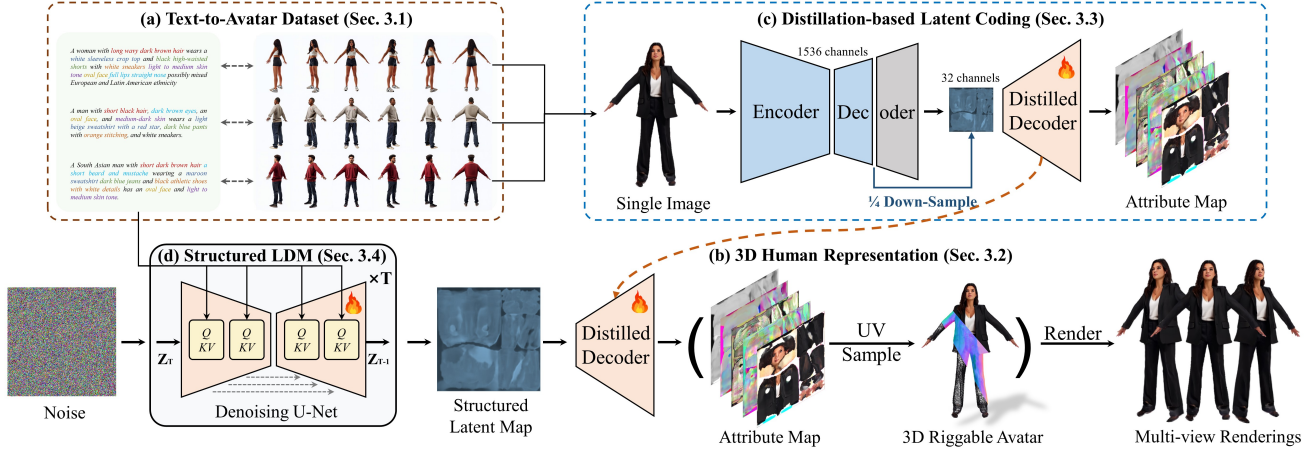 (a) Text-to-Avatar Dataset (Sec. 3.1)
A woman with long wavy dark brown hair wears a
white sleeveless crop top and black high-waisted
shorts with white sneakers light to medium skin
tone oval face full lips straight nose possibly mixed
European and Latin American ethnicity
A man with short black hair, dark brown eyes, an
oval face, and medium-dark skin wears a light
beige sweatshirt with a red star, dark blue pants
with orange stitching, and white sneakers.
A South Asian man with short dark brown hair a
short beard and mustache wearing a maroon
sweatshirt dark blue jeans and black athletic shoes
with white details has an oval face and light to
medium skin tone.
(c) Distillation-based Latent Coding (Sec. 3.3)
Single Image
Encoder
1536 channels
Dec
oder
32 channels
¼ Down-Sample
Distilled
Decoder
Attribute Map
(d) Structured LDM (Sec. 3.4)
×T
Noise
Z_T
Q
KV
Q
KV
Q
KV
Q
KV
Z_T-1
Denoising U-Net
Structured
Latent Map
(b) 3D Human Representation (Sec. 3.2)
Distilled
Decoder
(
Attribute Map
UV
Sample
3D Riggable Avatar
)
Render
Multi-view Renderings